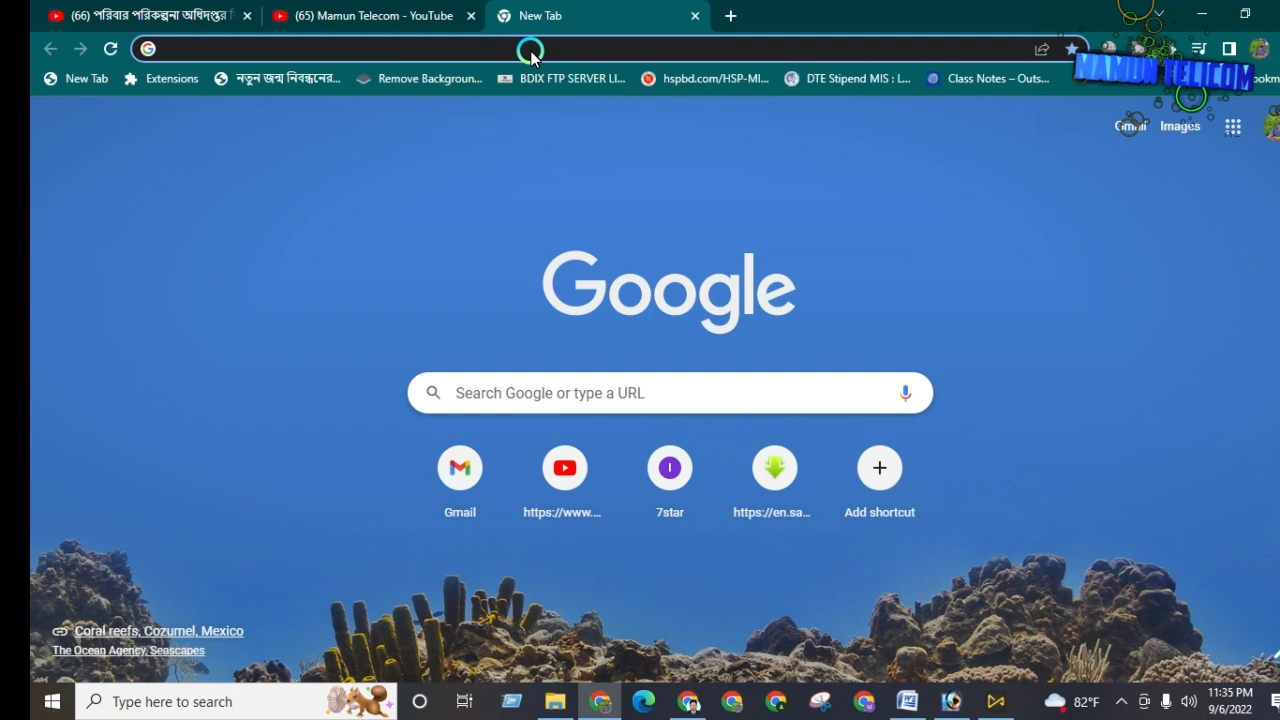 (66) পরিবার পরিকল্পনা অধিদপ্তর
(65) Mamun Telecom - YouTube
New Tab
New Tab
Extensions
নতুন জন্ম নিবন্ধনের...
Remove Backgroun...
BDIX FTP SERVER LI...
hspbd.com/HSP-MI...
DTE Stipend MIS : L...
Class Notes – Outs...
MAMUN TELICOM
Gmail
Images
Google
Search Google or type a URL
Gmail
https://www....
7star
https://en.sa...
Add shortcut
Coral reefs, Cozumel, Mexico
The Ocean Agency, Seascapes
Type here to search
82°F
11:35 PM
9/6/2022